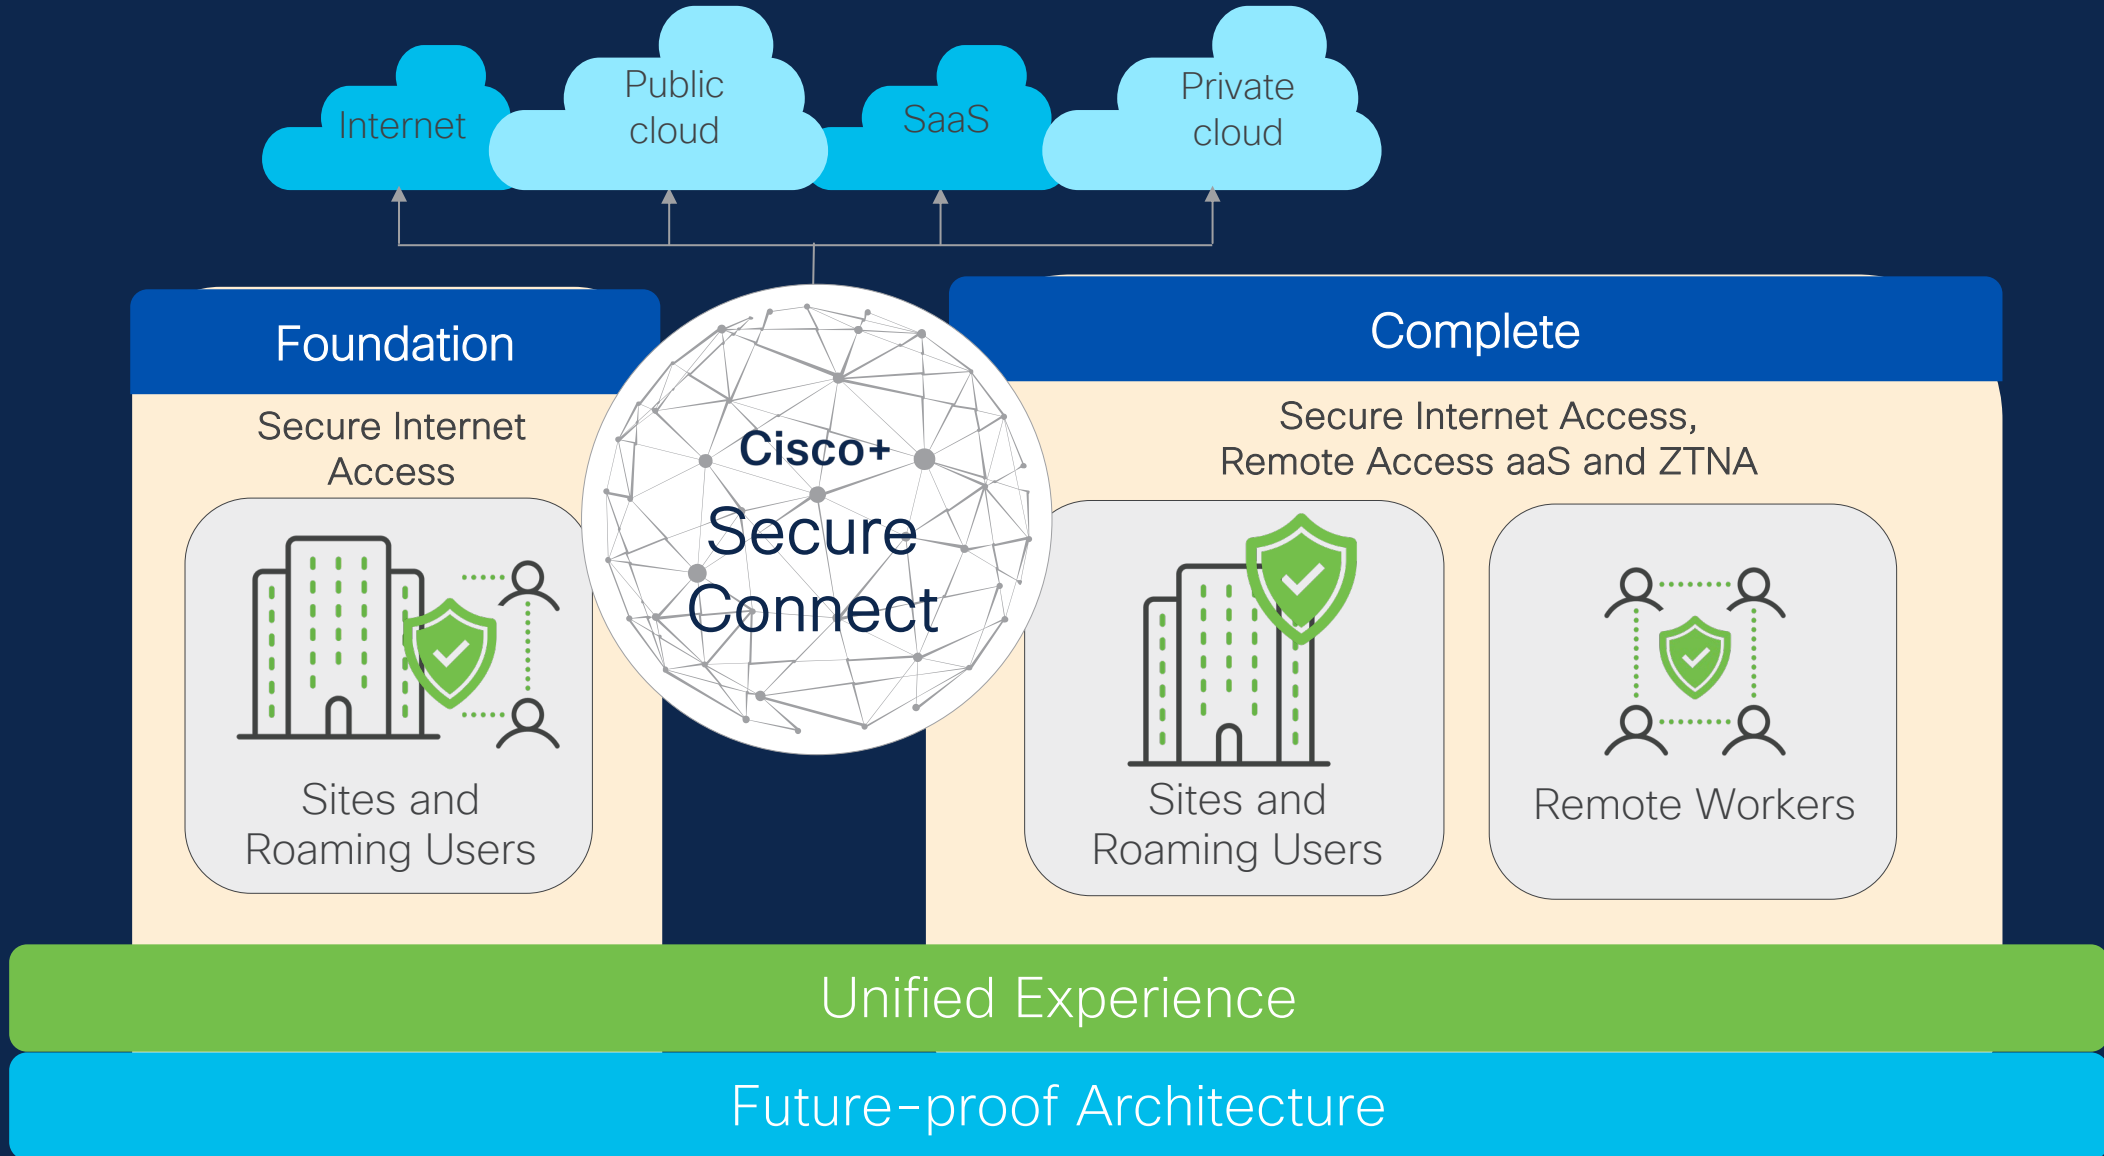 Internet
Public
cloud
SaaS
Private
cloud
Foundation
Secure Internet
Access
Sites and
Roaming Users
Cisco+
Secure
Connect
Complete
Secure Internet Access,
Remote Access aaS and ZTNA
Sites and
Roaming Users
Remote Workers
Unified Experience
Future-proof Architecture